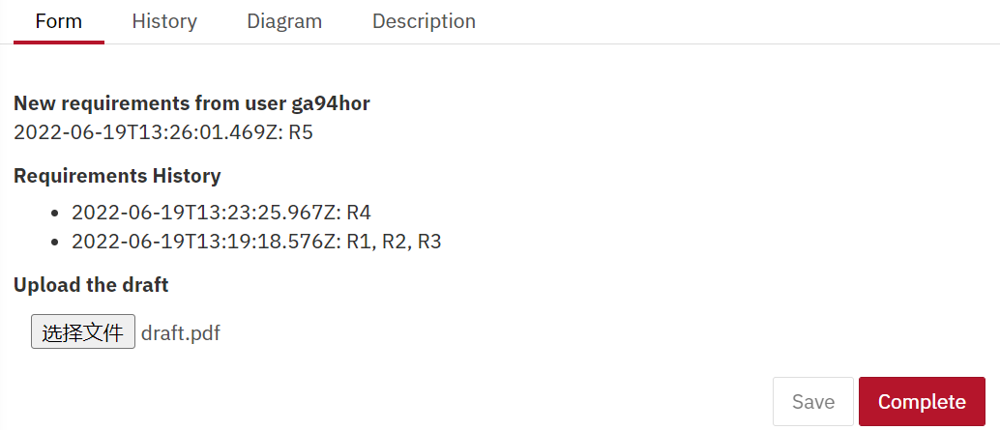 Form History Diagram Description
New requirements from user ga94hor
2022-06-19T13:26:01.469Z: R5
Requirements History
• 2022-06-19T13:23:25.967Z: R4
• 2022-06-19T13:19:18.576Z: R1, R2, R3
Upload the draft
选择文件 draft.pdf
Save Complete